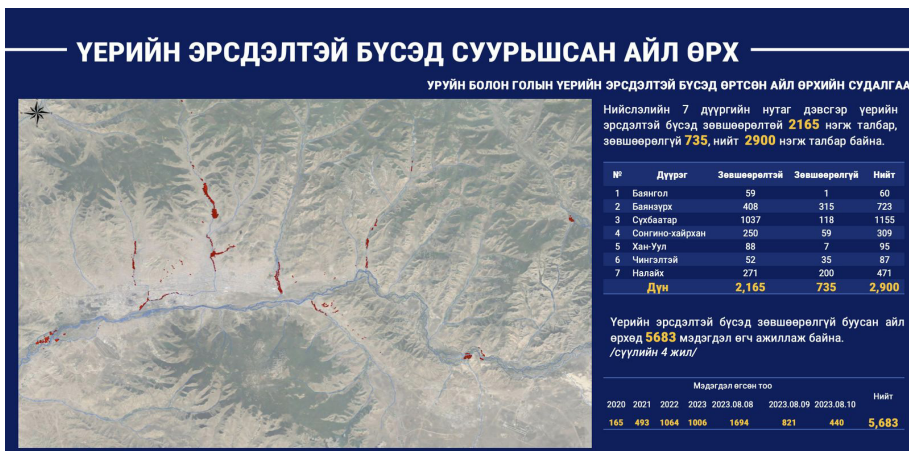 ҮЕРИЙН ЭРСДЭЛТЭЙ БҮСЭД СУУРЬШСАН АЙЛ ӨРХ
УРУЙН БОЛОН ГОЛЫН ҮЕРИЙН ЭРСДЭЛТЭЙ БҮСЭД ӨРТСӨН АЙЛ ӨРХИЙН СУДАЛГАА
Нийслэлийн 7 дүүргийн нутаг дэвсгэр үерийн
эрсдэлтэй бүсэд зөвшөөрөлтөй 2165 нэгж талбар,
зөвшөөрөлгүй 735, нийт 2900 нэгж талбар байна.
№ Дүүрэг Зөвшөөрөлтэй Зөвшөөрөлгүй Нийт
1 Баянгол 59 1 60
2 Баянзүрх 408 315 723
3 Сүхбаатар 1037 118 1155
4 Сонгино-хайрхан 250 59 309
5 Хан-Уул 88 7 95
6 Чингэлтэй 52 35 87
7 Налайх 271 200 471
Дүн 2,165 735 2,900
Үерийн эрсдэлтэй бүсэд зөвшөөрөлгүй буусан айл
өрхөд 5683 мэдэгдэл өгч ажиллаж байна.
/сүүлийн 4 жил/
Мэдэгдэл өгсөн тоо
Нийт
2020 2021 2022 2023 2023.08.08 2023.08.09 2023.08.10
165 493 1064 1006 1694 821 440 5,683